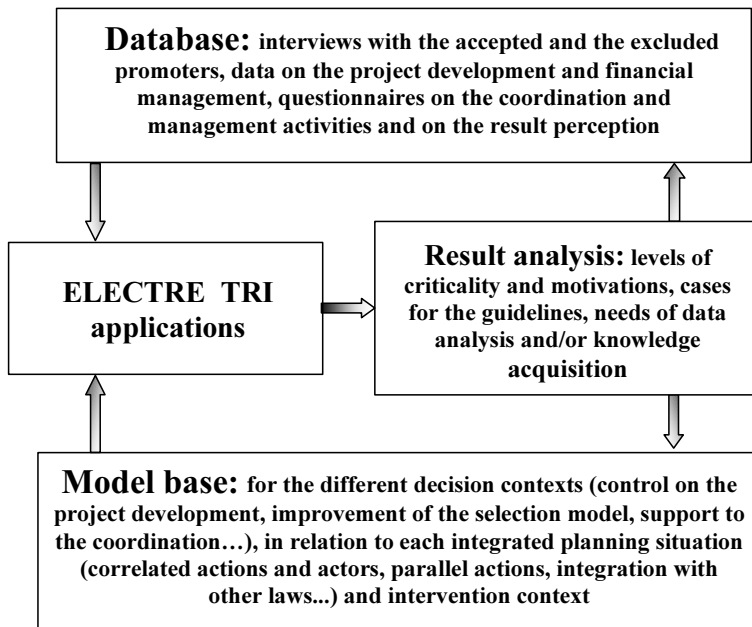 Database: interviews with the accepted and the excluded
promoters, data on the project development and financial
management, questionnaires on the coordination and
management activities and on the result perception
ELECTRE TRI
applications
Result analysis: levels of
criticality and motivations, cases
for the guidelines, needs of data
analysis and/or knowledge
acquisition
Model base: for the different decision contexts (control on the
project development, improvement of the selection model, support to
the coordination…), in relation to each integrated planning situation
(correlated actions and actors, parallel actions, integration with
other laws...) and intervention context